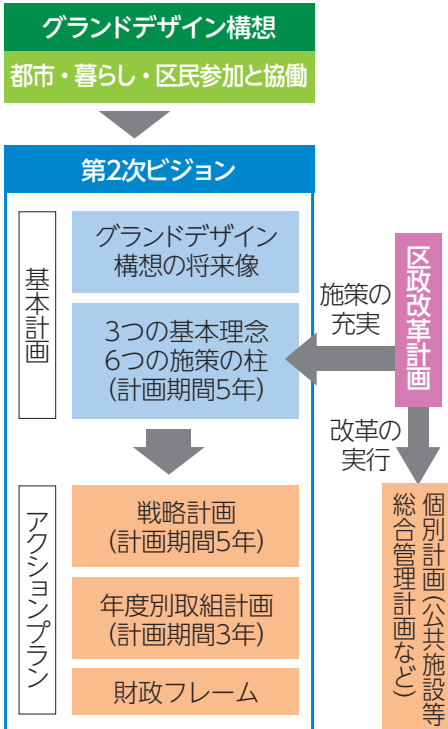 グランドデザイン構想
都市・暮らし・区民参加と協働
第2次ビジョン
基本計画
グランドデザイン
構想の将来像
3つの基本理念
6つの施策の柱
(計画期間5年)
施策の
充実
区政改革計画
改革の
実行
アクションプラン
戦略計画
(計画期間5年)
年度別取組計画
(計画期間3年)
財政フレーム
個別計画(公共施設等
総合管理計画など)